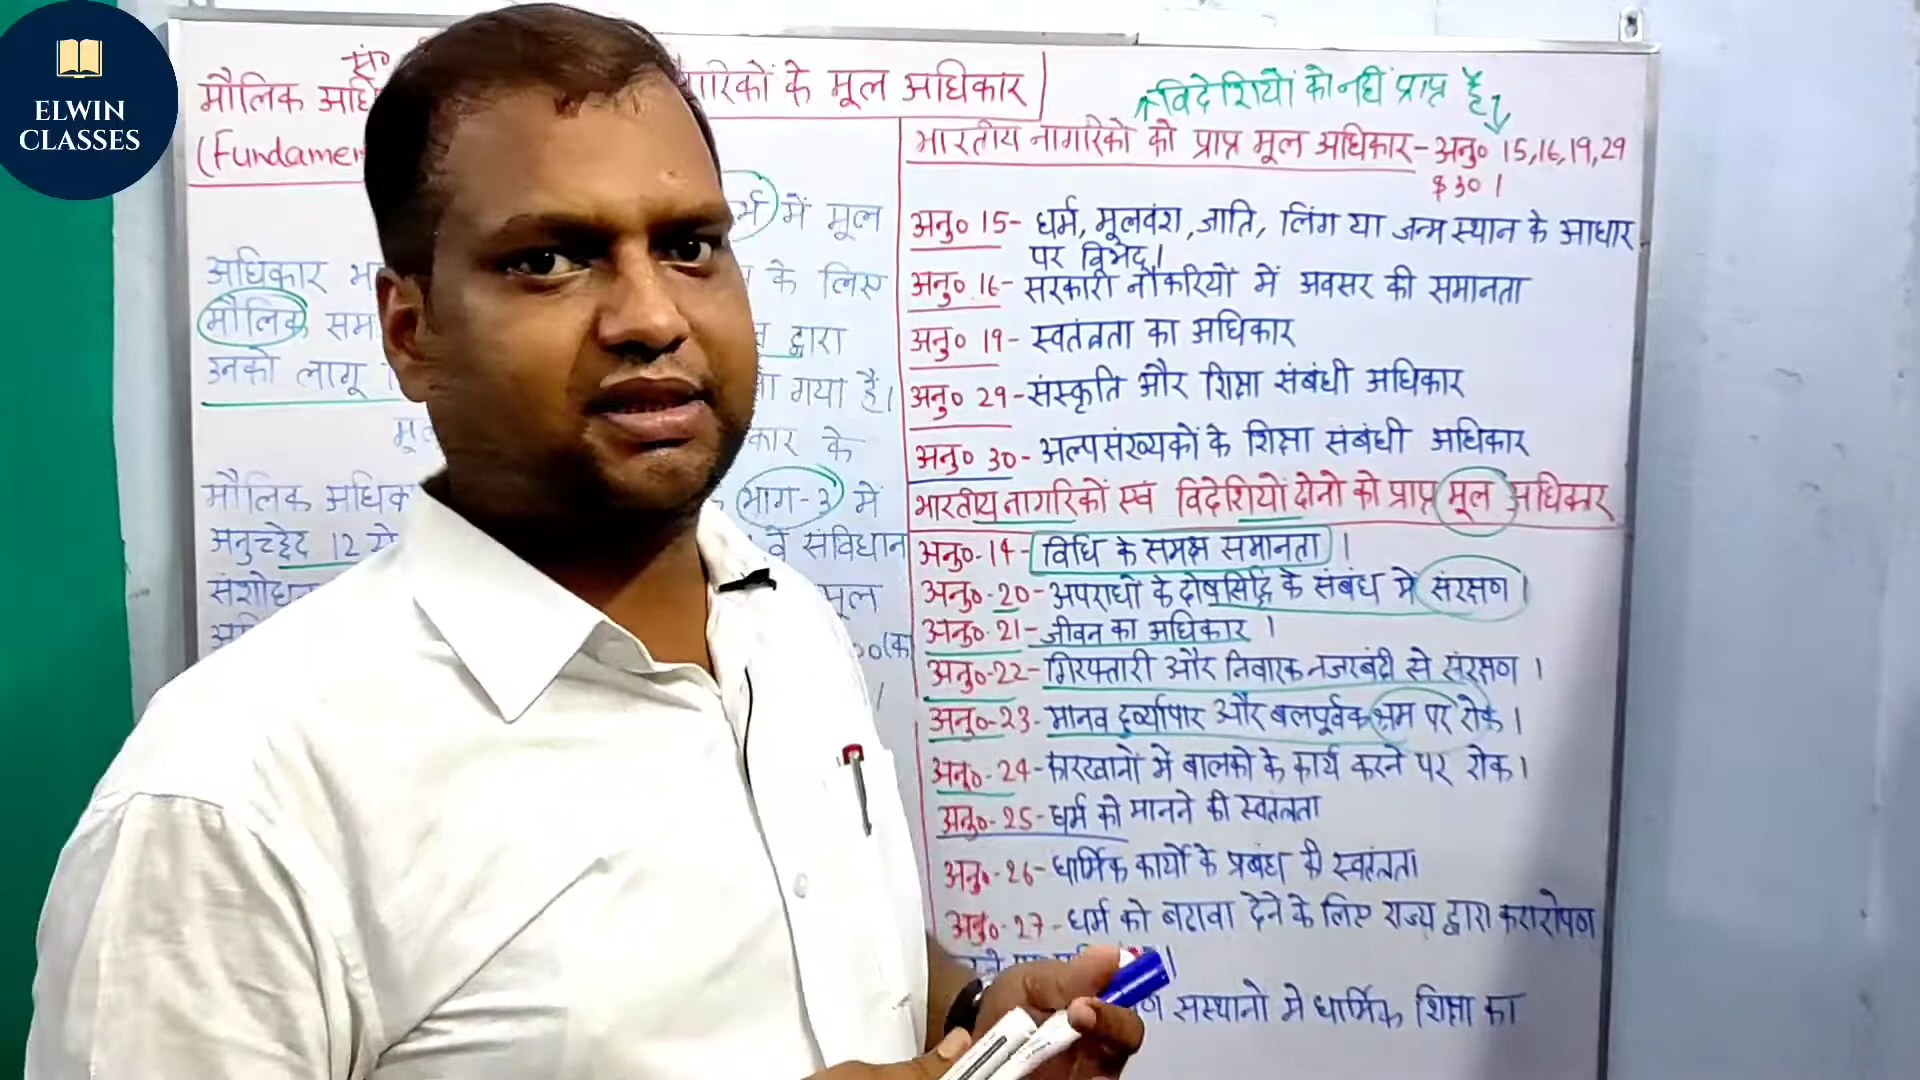 ELWIN
CLASSES
मौलिक अधि
नागरिकों के मूल अधिकार
(Fundamen
में मूल
अधिकार
के लिए
मौलिक सम
द्वारा
उनको लागू
गया हैं।
के
मौलिक अधिक
भाग-3 में
अनुच्छेद 12 से
वे संविधान
संशोधन
मूल
विदेशियों को नहीं प्राप्त है
भारतीय नागरिकों को प्राप्त मूल अधिकार - अनु० 15,16,19,29
& 30 ।
अनु० 15- धर्म, मूलवंश, जाति, लिंग या जन्म स्थान के आधार
पर विभेद।
अनु० 16- सरकारी नौकरियों में अवसर की समानता
अनु० 19- स्वतंत्रता का अधिकार
अनु० 29- संस्कृति और शिक्षा संबंधी अधिकार
अनु० 30- अल्पसंख्यकों के शिक्षा संबंधी अधिकार
भारतीय नागरिकों एवं विदेशियों दोनो को प्राप्त मूल अधिकार
अनु०-14- विधि के समक्ष समानता ।
अनु०-20- अपराधो के दोषसिद्धि के संबंध में संरक्षण ।
अनु०-21- जीवन का अधिकार ।
अनु०-22- गिरफ्तारी और निवारक नजरबंदी से संरक्षण ।
अनु०-23- मानव दुर्व्यापार और बलपूर्वक श्रम पर रोक ।
अनु०-24- कारखानो में बालको के कार्य करने पर रोक ।
अनु०-25- धर्म को मानने की स्वतंत्रता
अनु०-26- धार्मिक कार्यो के प्रबंध की स्वतंत्रता
अनु०-27- धर्म को बढावा देने के लिए राज्य द्वारा करारोपण
संस्थानो मे धार्मिक शिक्षा का